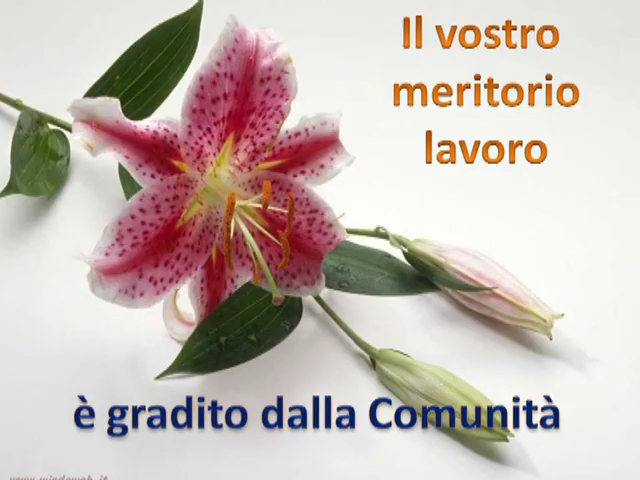 Il vostro
meritorio
lavoro
è gradito dalla Comunità